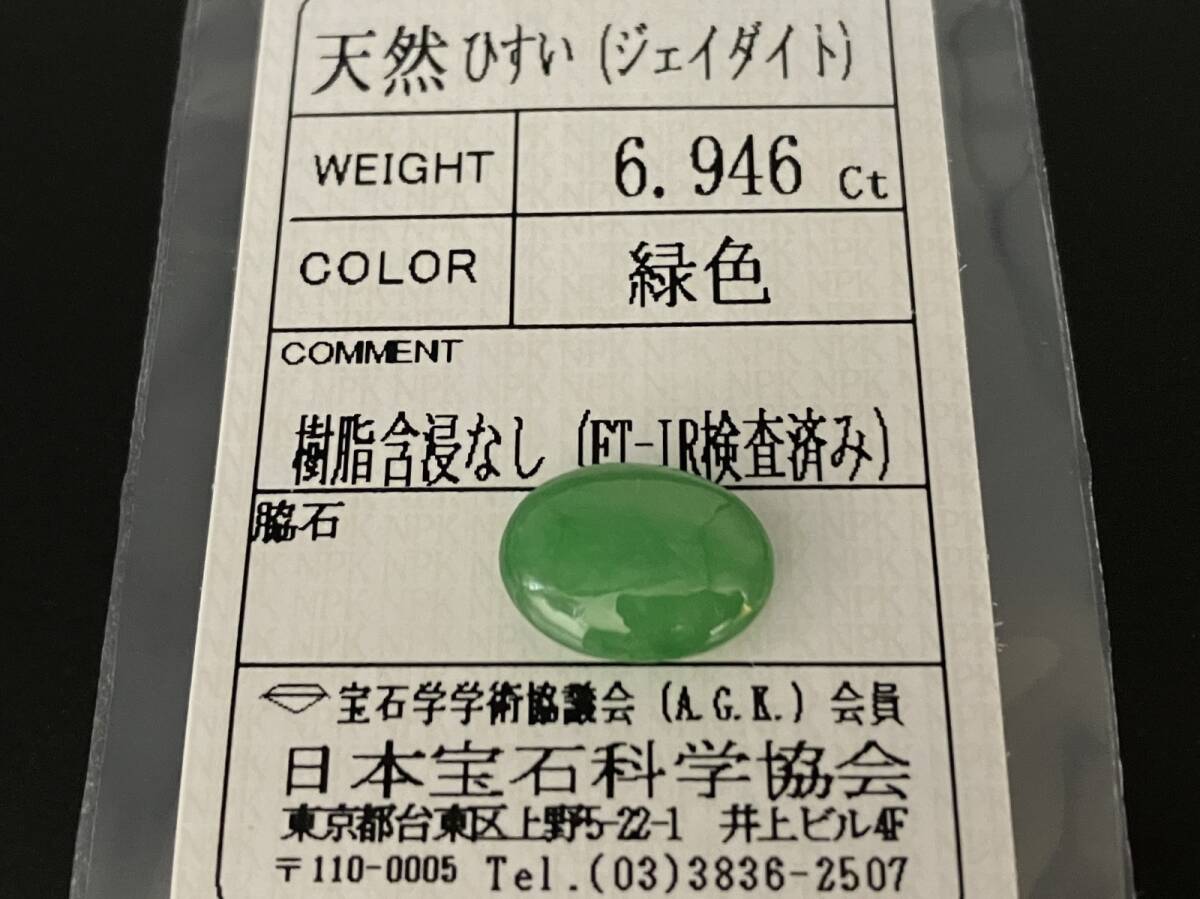 天然ひすい(ジェイダイト)
WEIGHT 6.946 Ct
COLOR 緑色
COMMENT
樹脂含浸なし(FT-IR検査済み)
脇石
宝石学学術協議会(A.G.K.)会員
日本宝石科学協会
東京都台東区上野5-22-1 井上ビル4F
〒110-0005 Tel.(03)3836-2507